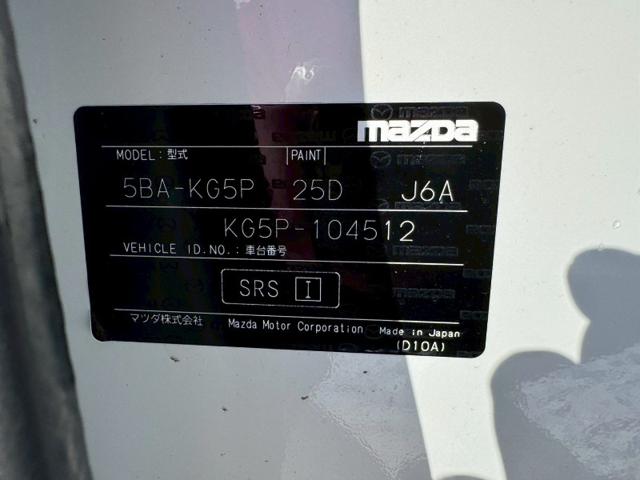 mazda
MODEL:型式 PAINT
5BA-KG5P 25D J6A
KG5P-104512
VEHICLE ID.NO.:車台番号
SRS I
マツダ株式会社 Mazda Motor Corporation Made in Japan
(D10A)